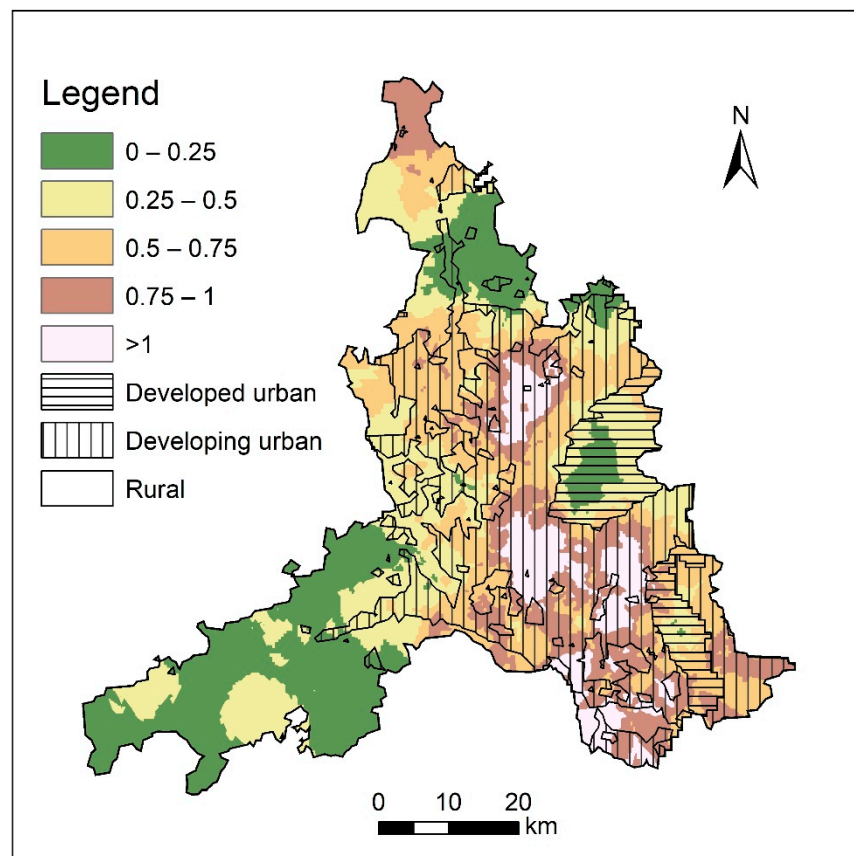 Legend
0 – 0.25
0.25 – 0.5
0.5 – 0.75
0.75 – 1
>1
Developed urban
Developing urban
Rural
N
0 10 20
km